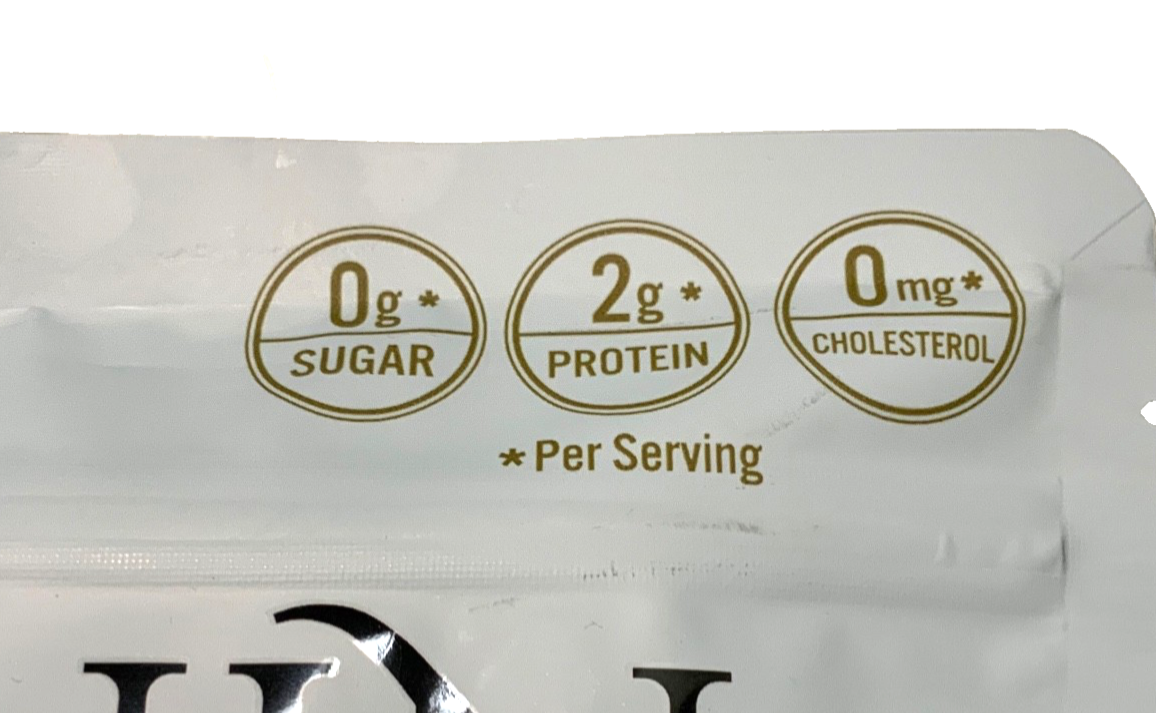 0g* 2g* 0mg*
SUGAR PROTEIN CHOLESTEROL
*Per Serving